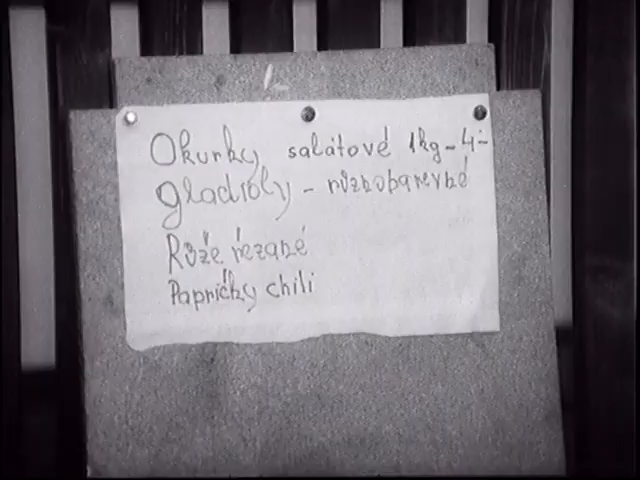 Okurky salátové 1kg - 4.-
gladioly - různobarevné
Růže řezané
Papričky chili